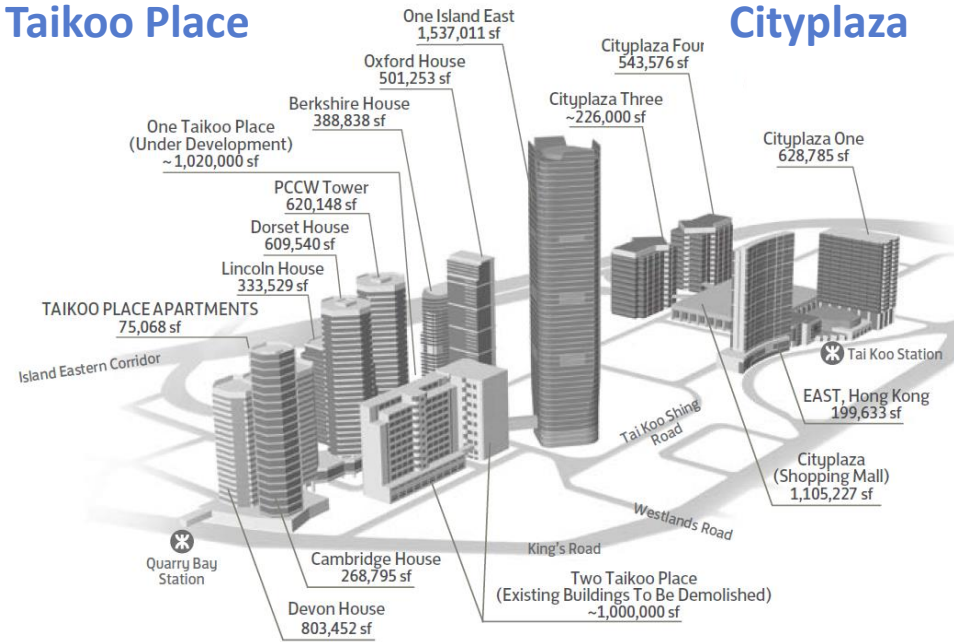 Taikoo Place
Cityplaza
One Island East
1,537,011 sf
Oxford House
501,253 sf
Berkshire House
388,838 sf
One Taikoo Place
(Under Development)
~1,020,000 sf
PCCW Tower
620,148 sf
Dorset House
609,540 sf
Lincoln House
333,529 sf
TAIKOO PLACE APARTMENTS
75,068 sf
Cityplaza Four
543,576 sf
Cityplaza Three
~226,000 sf
Cityplaza One
628,785 sf
Island Eastern Corridor
Tai Koo Station
EAST, Hong Kong
199,633 sf
Tai Koo Shing
Road
Cityplaza
(Shopping Mall)
1,105,227 sf
Westlands Road
King's Road
Quarry Bay
Station
Cambridge House
268,795 sf
Devon House
803,452 sf
Two Taikoo Place
(Existing Buildings To Be Demolished)
~1,000,000 sf